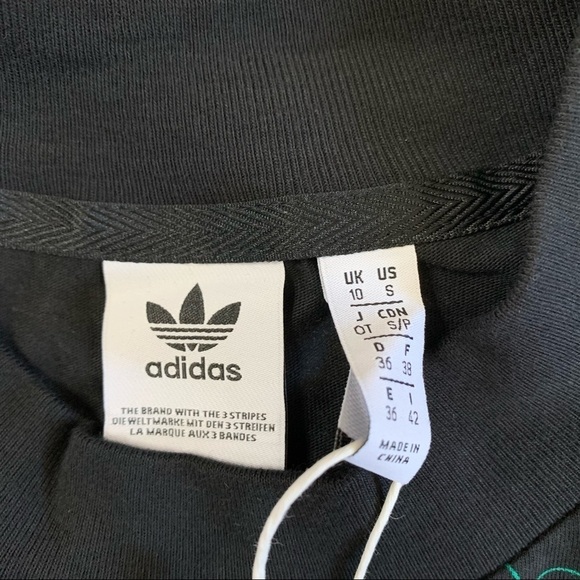 adidas
THE BRAND WITH THE 3 STRIPES
DIE WELTMARKE MIT DEN 3 STREIFEN
LA MARQUE AUX 3 BANDES
UK US
10 S
J CDN
OT S/P
D F
36 38
E I
36 42
MADE IN
CHINA